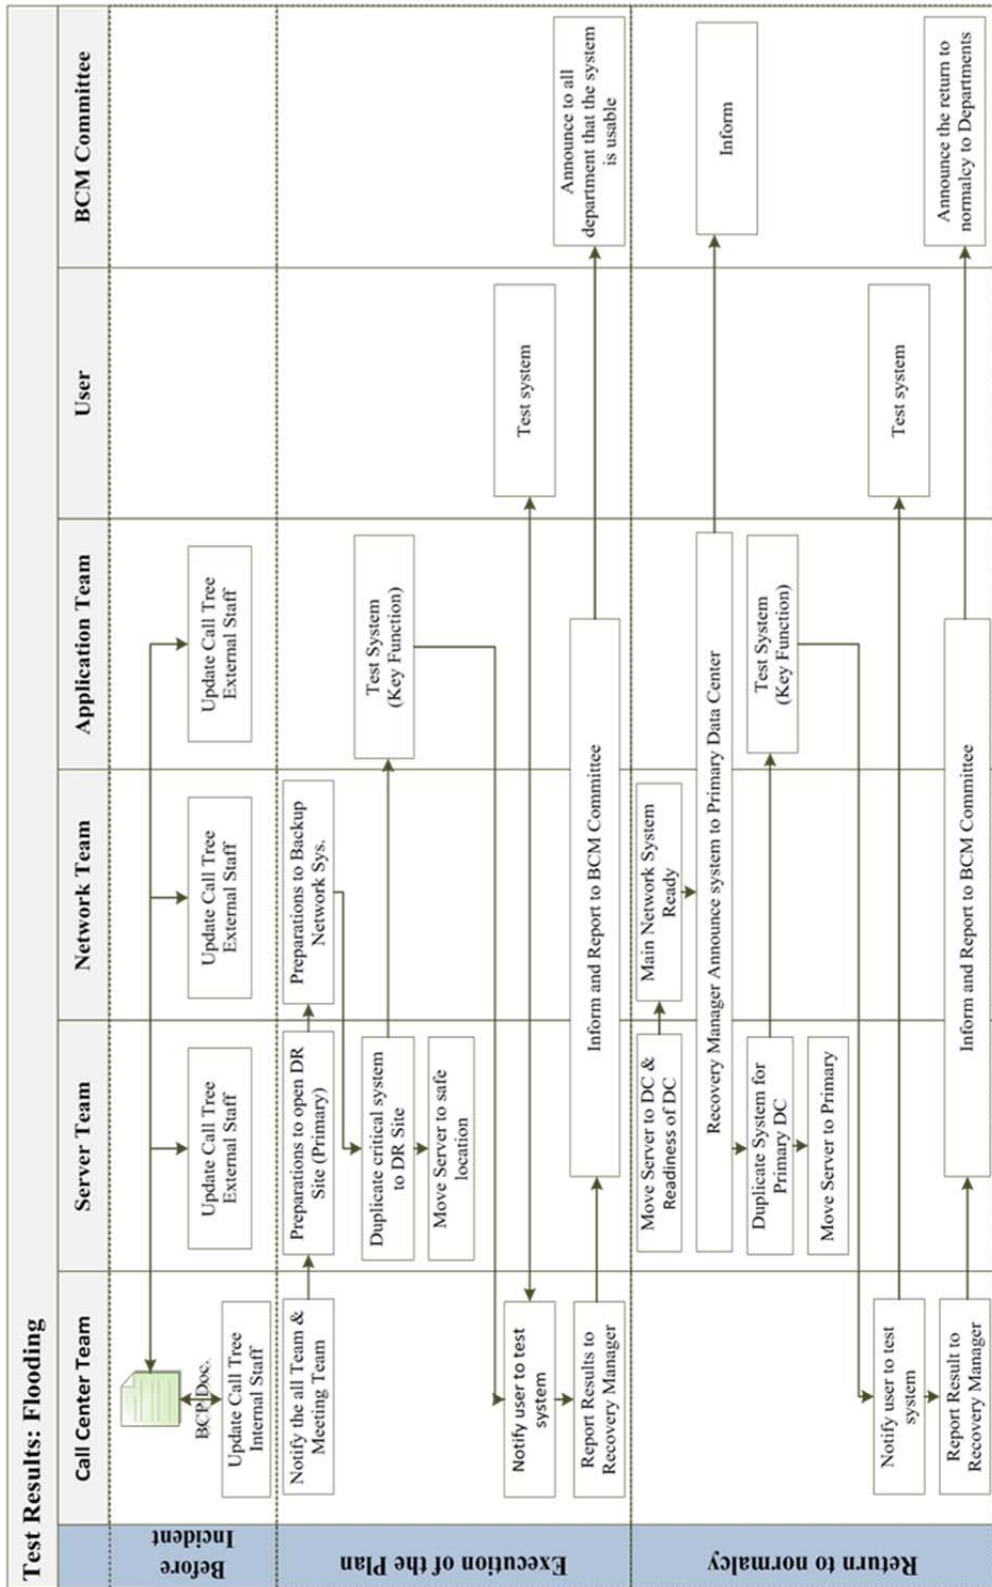 Test Results: Flooding
Call Center Team
Server Team
Network Team
Application Team
User
BCM Committee
Before
Incident
BCP Doc.
Update Call Tree
Internal Staff
Update Call Tree
External Staff
Update Call Tree
External Staff
Update Call Tree
External Staff
Execution of the Plan
Notify the all Team &
Meeting Team
Preparations to open DR
Site (Primary)
Preparations to Backup
Network Sys.
Duplicate critical system
to DR Site
Test System
(Key Function)
Move Server to safe
location
Notify user to test
system
Test system
Report Results to
Recovery Manager
Inform and Report to BCM Committee
Announce to all
department that the system
is usable
Return to normalcy
Move Server to DC &
Readiness of DC
Main Network System
Ready
Recovery Manager Announce system to Primary Data Center
Inform
Duplicate System for
Primary DC
Test System
(Key Function)
Move Server to Primary
Notify user to test
system
Test system
Report Result to
Recovery Manager
Inform and Report to BCM Committee
Announce the return to
normalcy to Departments